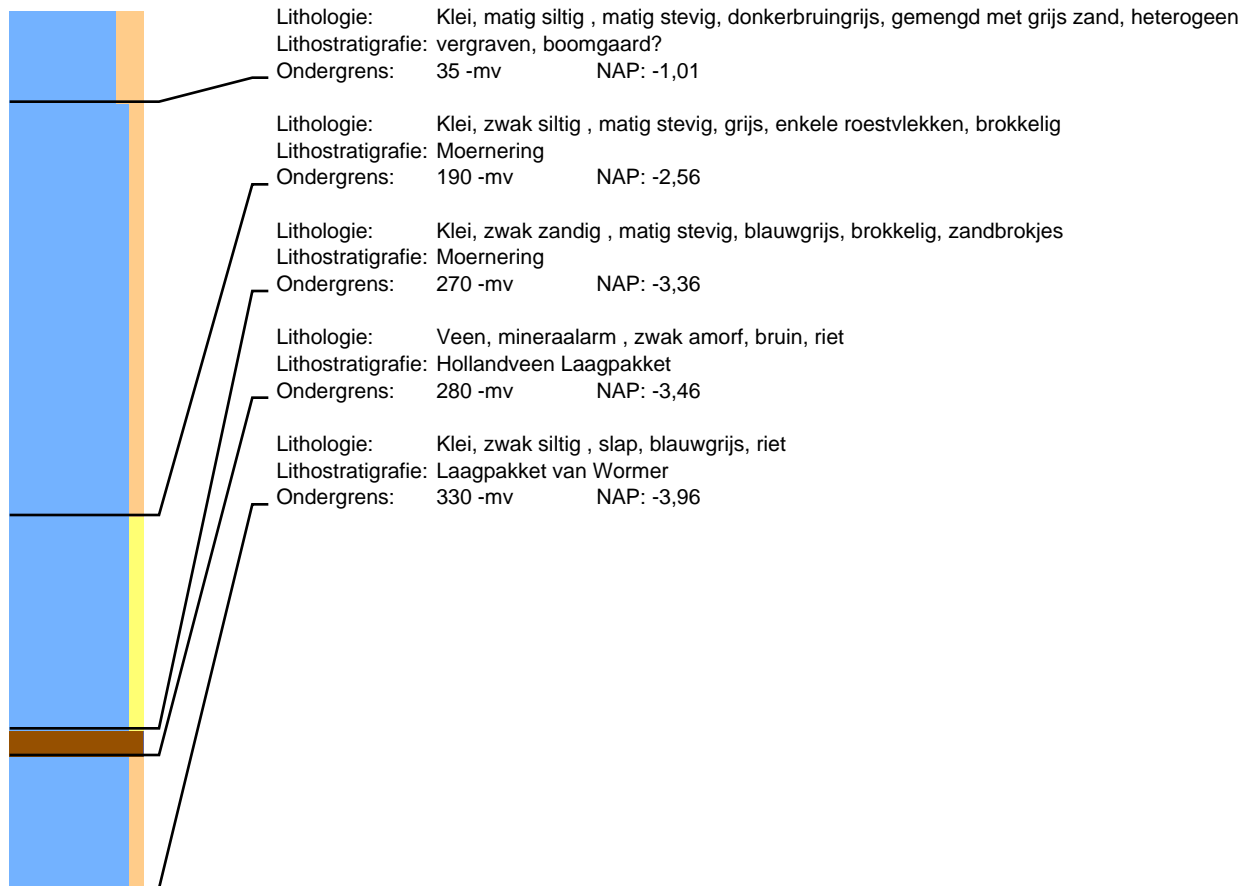 Lithologie: Klei, matig siltig , matig stevig, donkerbruingrijs, gemengd met grijs zand, heterogeen
Lithostratigrafie: vergraven, boomgaard?
Ondergrens: 35 -mv NAP: -1,01
Lithologie: Klei, zwak siltig , matig stevig, grijs, enkele roestvlekken, brokkelig
Lithostratigrafie: Moernering
Ondergrens: 190 -mv NAP: -2,56
Lithologie: Klei, zwak zandig , matig stevig, blauwgrijs, brokkelig, zandbrokjes
Lithostratigrafie: Moernering
Ondergrens: 270 -mv NAP: -3,36
Lithologie: Veen, mineraalarm , zwak amorf, bruin, riet
Lithostratigrafie: Hollandveen Laagpakket
Ondergrens: 280 -mv NAP: -3,46
Lithologie: Klei, zwak siltig , slap, blauwgrijs, riet
Lithostratigrafie: Laagpakket van Wormer
Ondergrens: 330 -mv NAP: -3,96